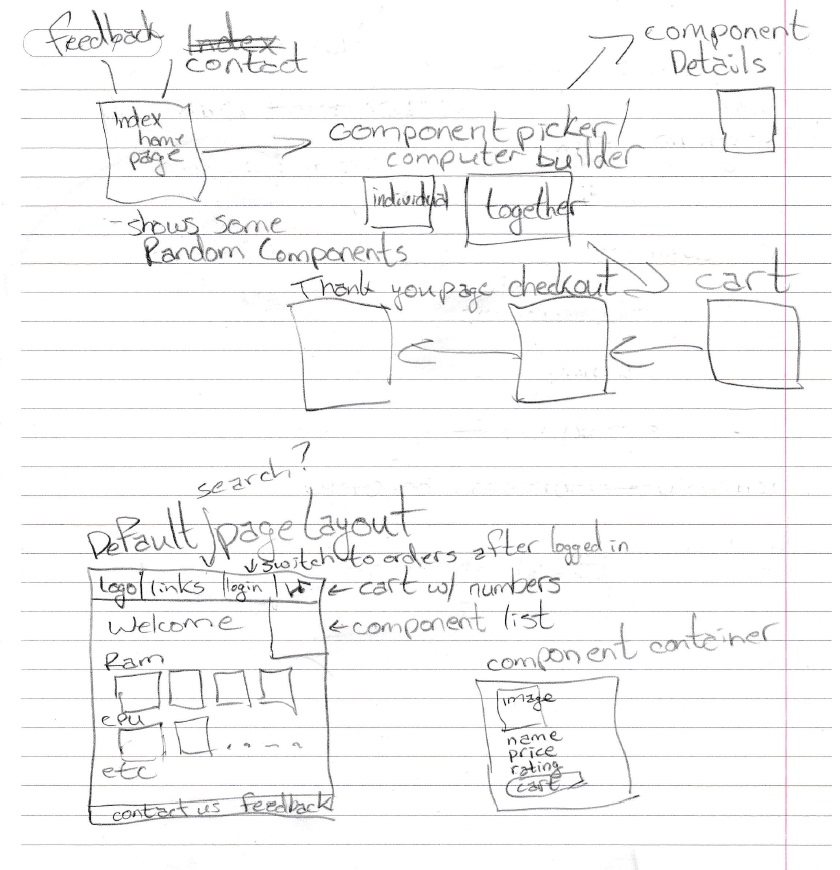 feedback
Index
contact
component
Details
Index
home
page
component picker/
computer builder
individual
together
-shows some
Random Components
Thank you page
checkout
cart
search?
Default page layout
switch to orders after logged in
logo
links
login
cart w/ numbers
Welcome
component list
Ram
cpu
....
etc
contact us
feedback
component container
image
name
price
rating
cart